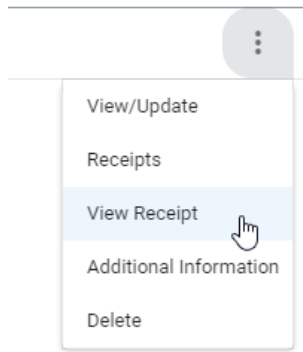 View/Update
Receipts
View Receipt
Additional Information
Delete